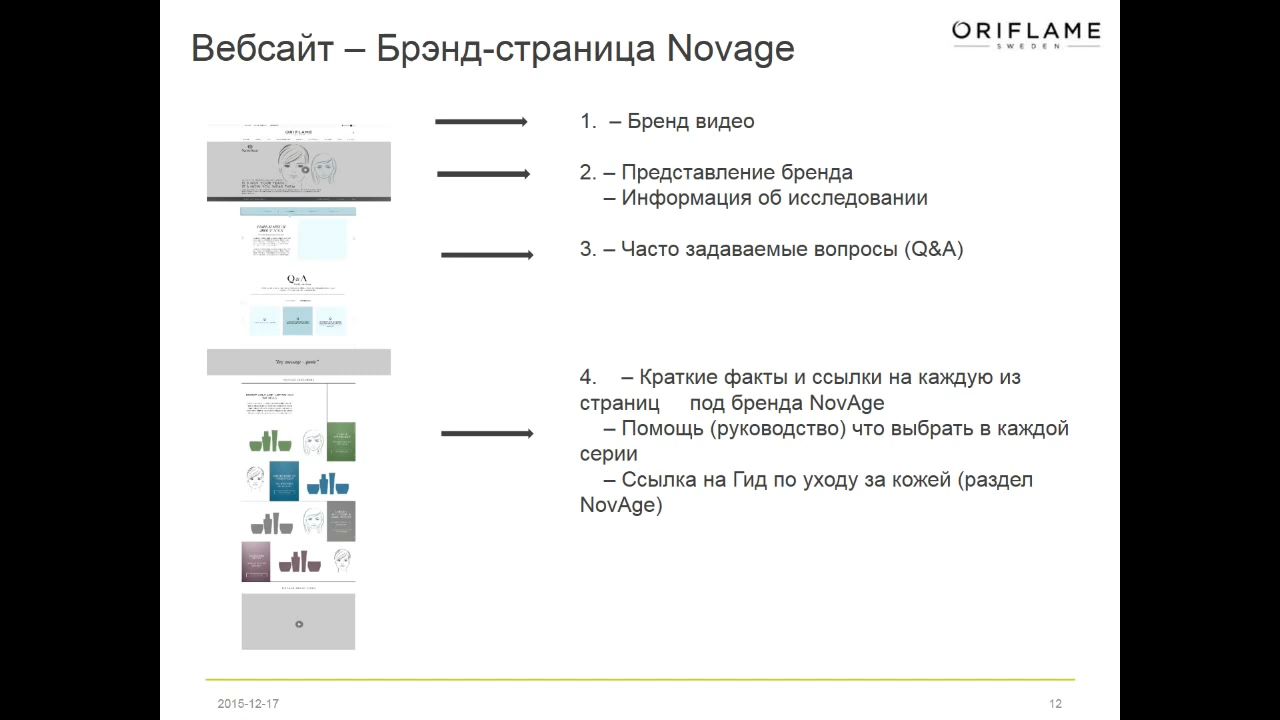 Вебсайт – Брэнд-страница Novage
ORIFLAME
SWEDEN
1. – Бренд видео
2. – Представление бренда
– Информация об исследовании
3. – Часто задаваемые вопросы (Q&A)
4. – Краткие факты и ссылки на каждую из
страниц под бренда NovAge
– Помощь (руководство) что выбрать в каждой
серии
– Ссылка на Гид по уходу за кожей (раздел
NovAge)
ORIFLAME
Q&A
2015-12-17
12